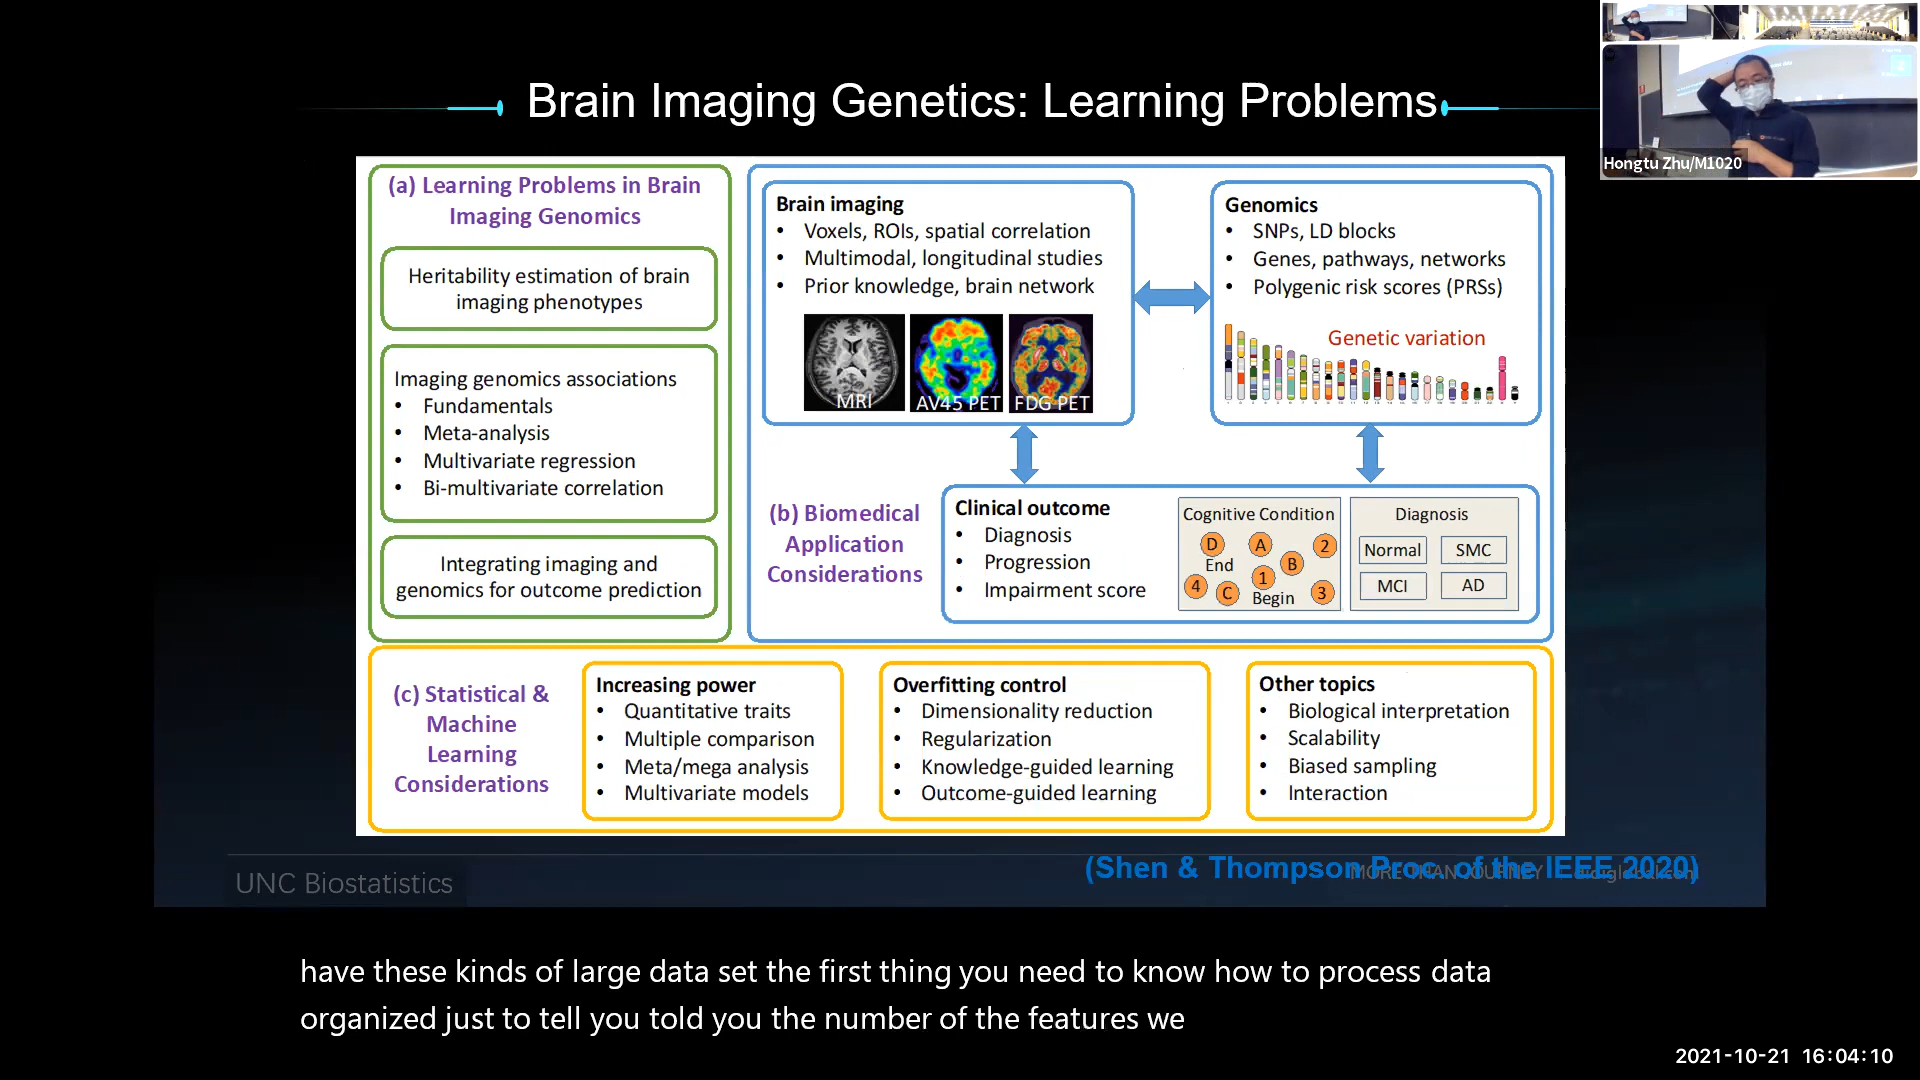 Brain Imaging Genetics: Learning Problems
Hongtu Zhu/M1020
(a) Learning Problems in Brain
Imaging Genomics
Heritability estimation of brain
imaging phenotypes
Imaging genomics associations
• Fundamentals
• Meta-analysis
• Multivariate regression
• Bi-multivariate correlation
Integrating imaging and
genomics for outcome prediction
Brain imaging
• Voxels, ROIs, spatial correlation
• Multimodal, longitudinal studies
• Prior knowledge, brain network
MRI
AV45 PET
FDG PET
Genomics
• SNPs, LD blocks
• Genes, pathways, networks
• Polygenic risk scores (PRSs)
Genetic variation
(b) Biomedical
Application
Considerations
Clinical outcome
• Diagnosis
• Progression
• Impairment score
Cognitive Condition
D A 2
End B
4 C 1 3
Begin
Diagnosis
Normal SMC
MCI AD
(c) Statistical &
Machine
Learning
Considerations
Increasing power
• Quantitative traits
• Multiple comparison
• Meta/mega analysis
• Multivariate models
Overfitting control
• Dimensionality reduction
• Regularization
• Knowledge-guided learning
• Outcome-guided learning
Other topics
• Biological interpretation
• Scalability
• Biased sampling
• Interaction
UNC Biostatistics
(Shen & Thompson Proc. of the IEEE 2020)
MORE THAN JOURNEY
have these kinds of large data set the first thing you need to know how to process data
organized just to tell you told you the number of the features we
2021-10-21 16:04:10